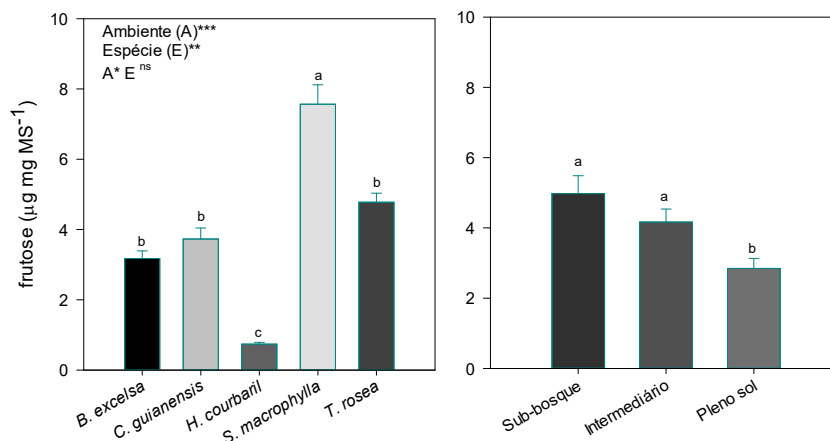 Ambiente (A)***
Espécie (E)**
A* E ns
frutose (µg mg MS⁻¹)
10
8
6
4
2
0
b
b
c
a
b
B. excelsa
C. guianensis
H. courbaril
S. macrophylla
T. rosea
10
8
6
4
2
0
a
a
b
Sub-bosque
Intermediário
Pleno sol